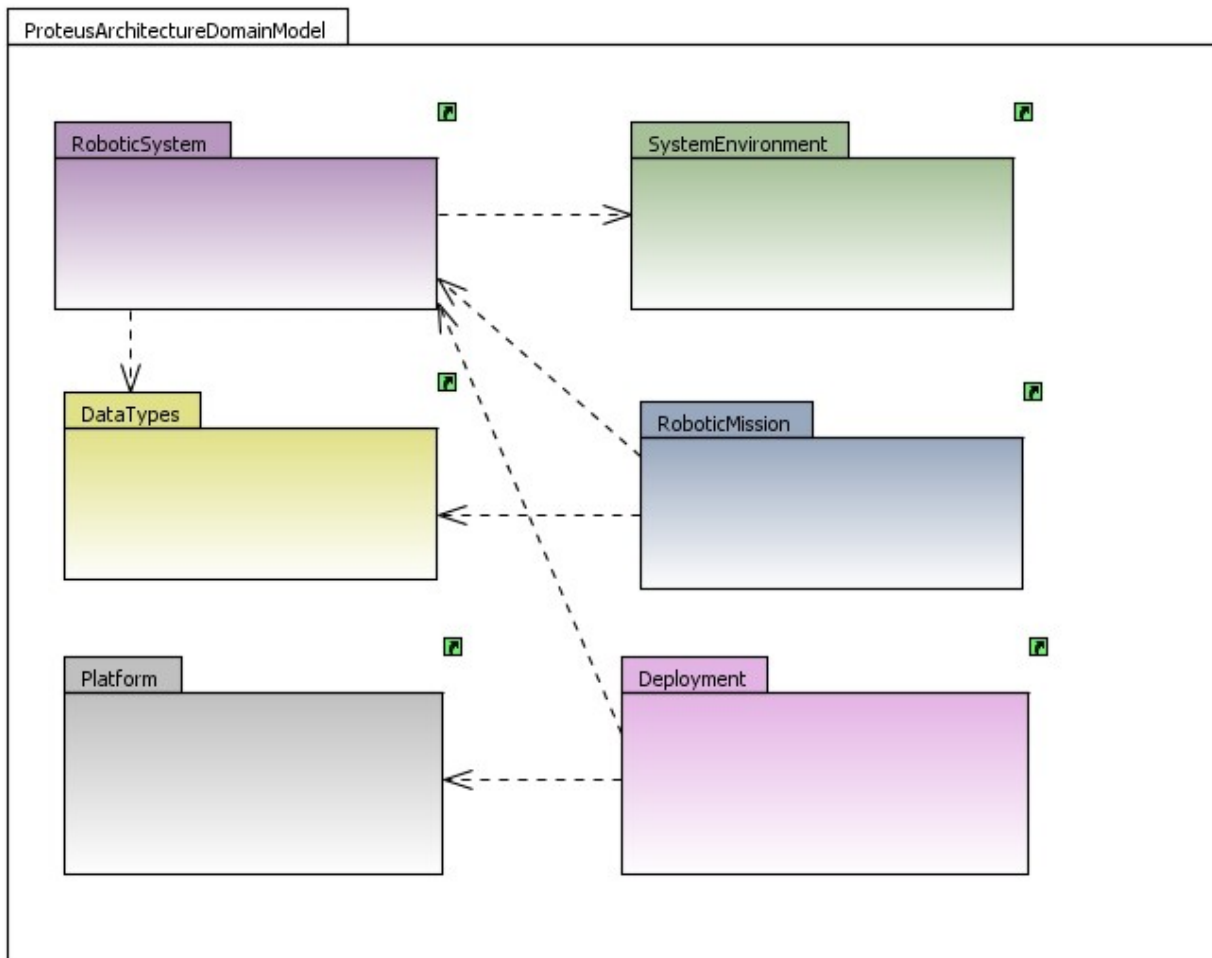 ProteusArchitectureDomainModel
RoboticSystem
SystemEnvironment
DataTypes
RoboticMission
Platform
Deployment